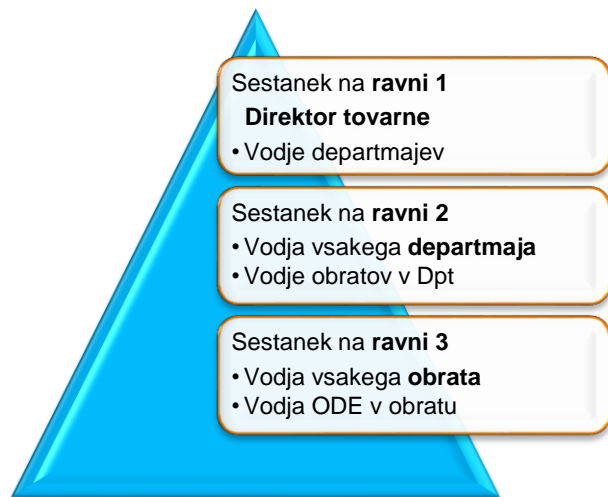 Sestanek na ravni 1
Direktor tovarne
• Vodje departmajev
Sestanek na ravni 2
• Vodja vsakega departmaja
• Vodje obratov v Dpt
Sestanek na ravni 3
• Vodja vsakega obrata
• Vodja ODE v obratu